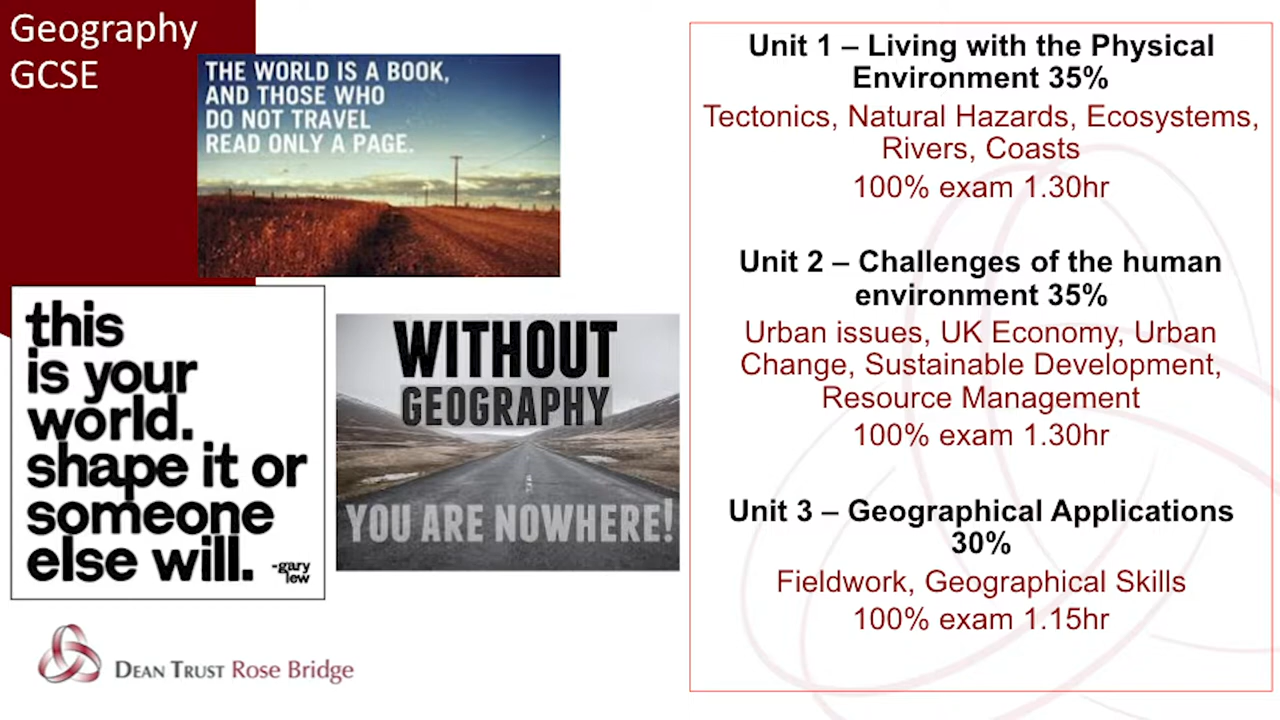 Geography
GCSE
THE WORLD IS A BOOK,
AND THOSE WHO
DO NOT TRAVEL
READ ONLY A PAGE.
this
is your
world.
shape it or
someone
else will.
-gary
lew
WITHOUT
GEOGRAPHY
YOU ARE NOWHERE!
DEAN TRUST Rose Bridge
Unit 1 – Living with the Physical
Environment 35%
Tectonics, Natural Hazards, Ecosystems,
Rivers, Coasts
100% exam 1.30hr
Unit 2 – Challenges of the human
environment 35%
Urban issues, UK Economy, Urban
Change, Sustainable Development,
Resource Management
100% exam 1.30hr
Unit 3 – Geographical Applications
30%
Fieldwork, Geographical Skills
100% exam 1.15hr